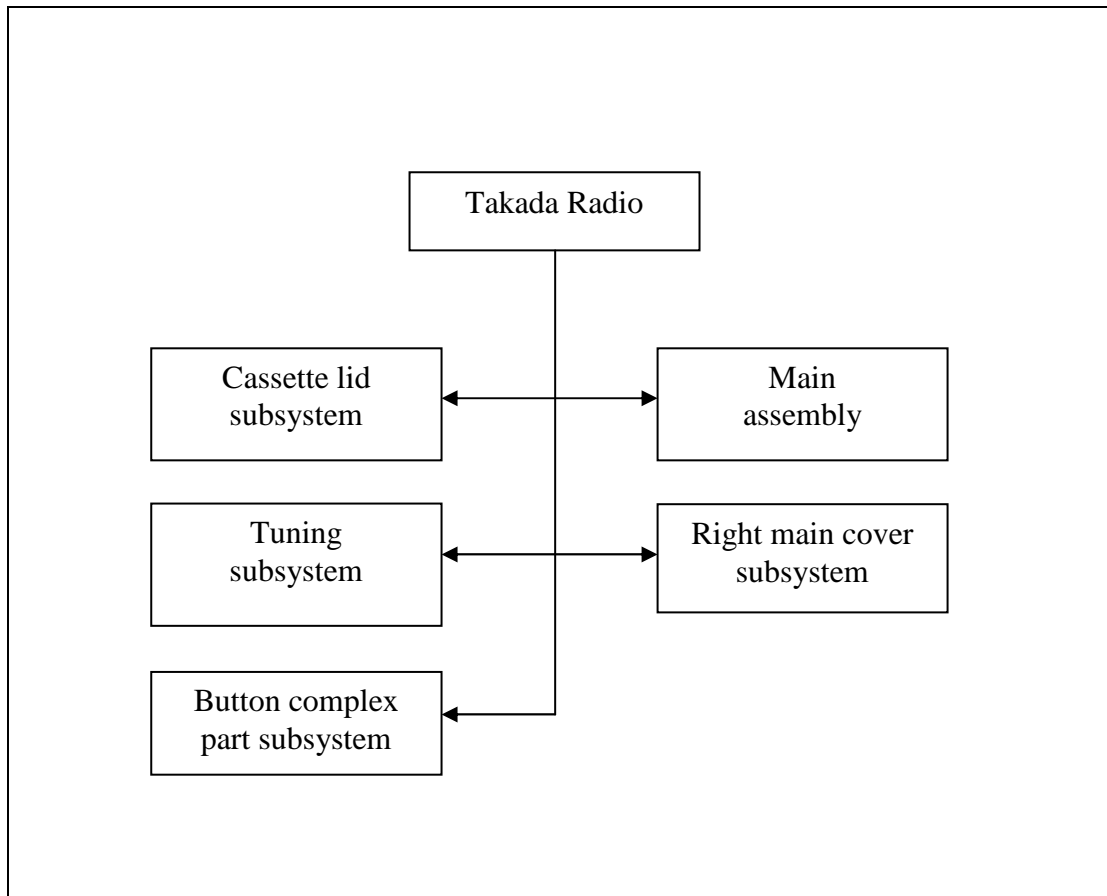 Takada Radio
Cassette lid
subsystem
Main
assembly
Tuning
subsystem
Right main cover
subsystem
Button complex
part subsystem